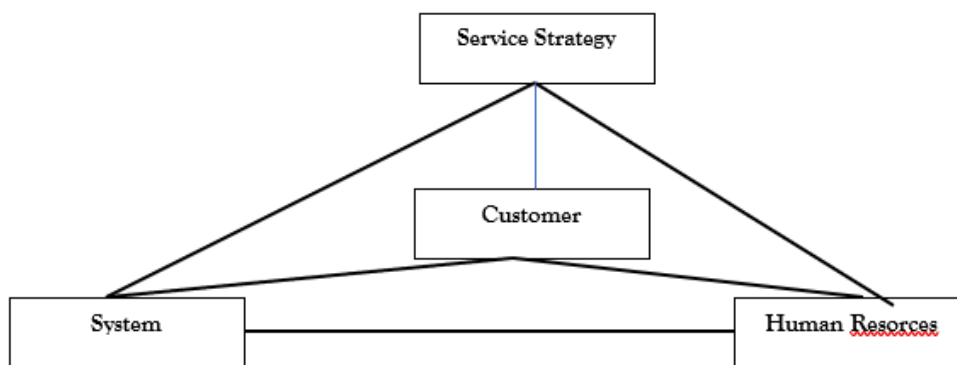 Service Strategy
Customer
System
Human Resorces